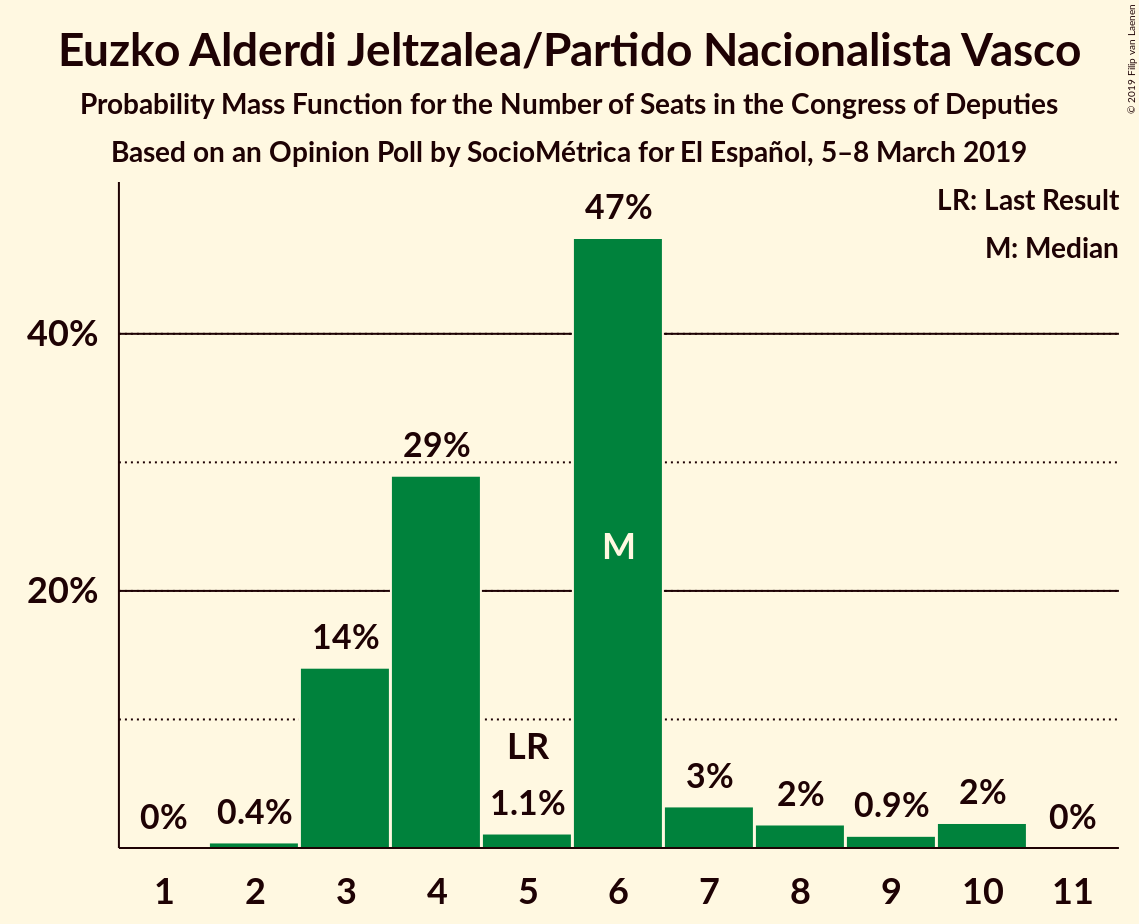 Euzko Alderdi Jeltzalea/Partido Nacionalista Vasco
Probability Mass Function for the Number of Seats in the Congress of Deputies
Based on an Opinion Poll by SocioMétrica for El Español, 5–8 March 2019
© 2019 Filip van Laenen
LR: Last Result
M: Median
47%
40%
29%
M
20%
14%
LR
0%
0.4%
1.1%
3%
2%
0.9%
2%
0%
1 2 3 4 5 6 7 8 9 10 11